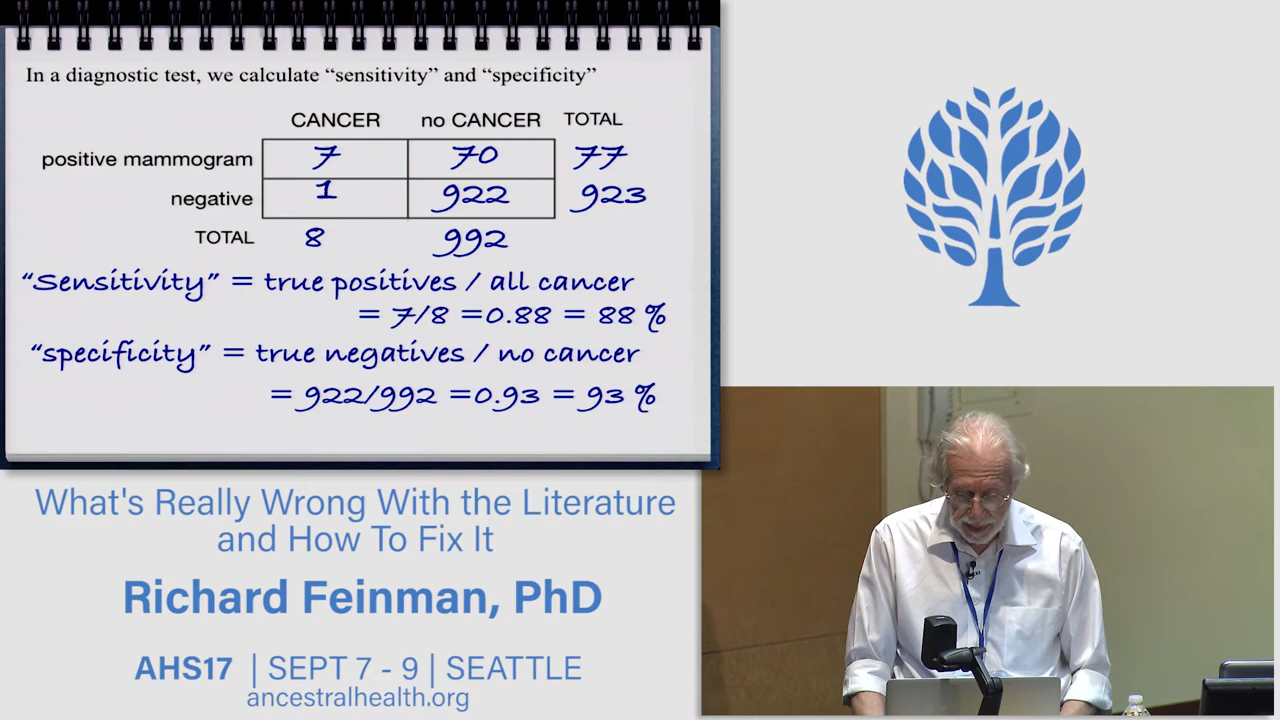 In a diagnostic test, we calculate “sensitivity” and “specificity”
CANCER no CANCER TOTAL
positive mammogram 7 70 77
negative 1 922 923
TOTAL 8 992
“Sensitivity” = true positives / all cancer
= 7/8 =0.88 = 88 %
“specificity” = true negatives / no cancer
= 922/992 =0.93 = 93 %
What's Really Wrong With the Literature
and How To Fix It
Richard Feinman, PhD
AHS17 | SEPT 7 - 9 | SEATTLE
ancestralhealth.org